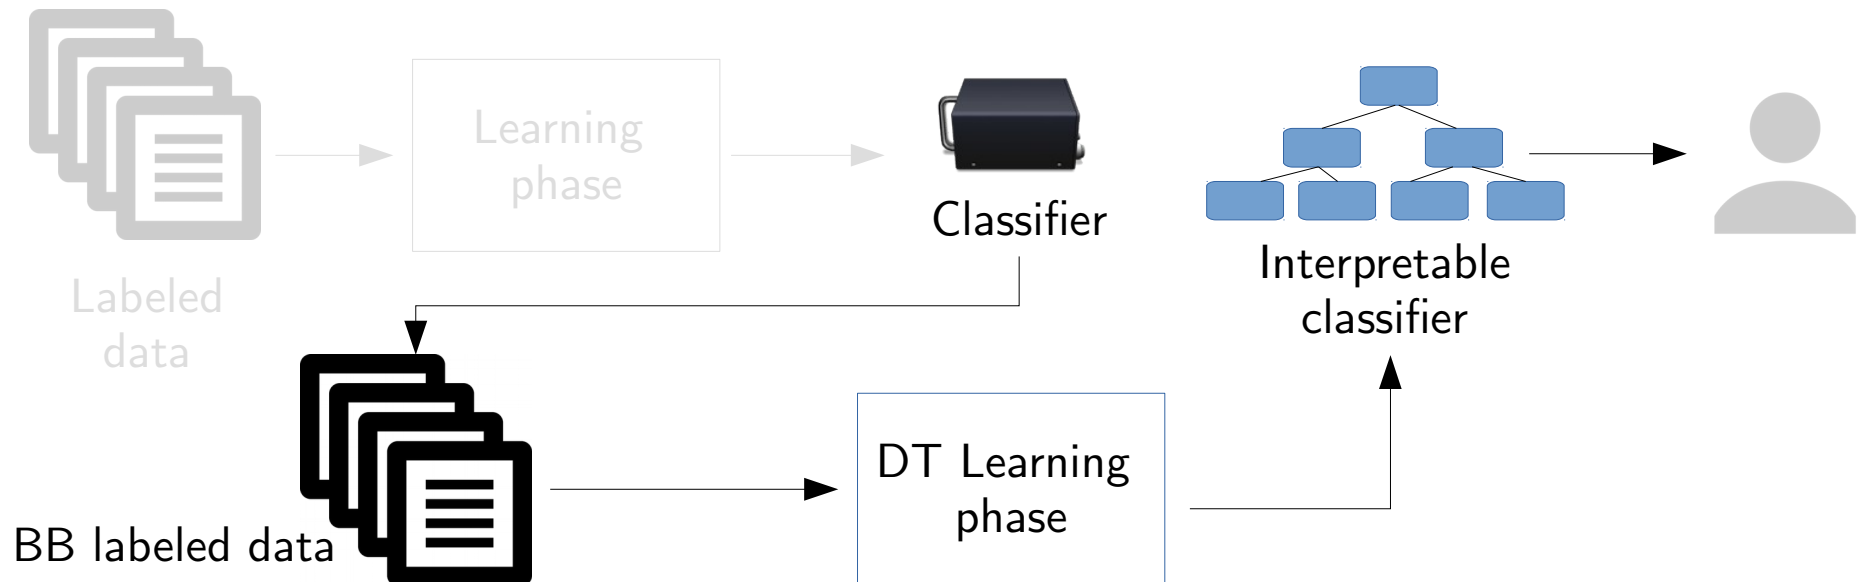 Learning
phase
Classifier
Labeled
data
Interpretable
classifier
BB labeled data
DT Learning
phase